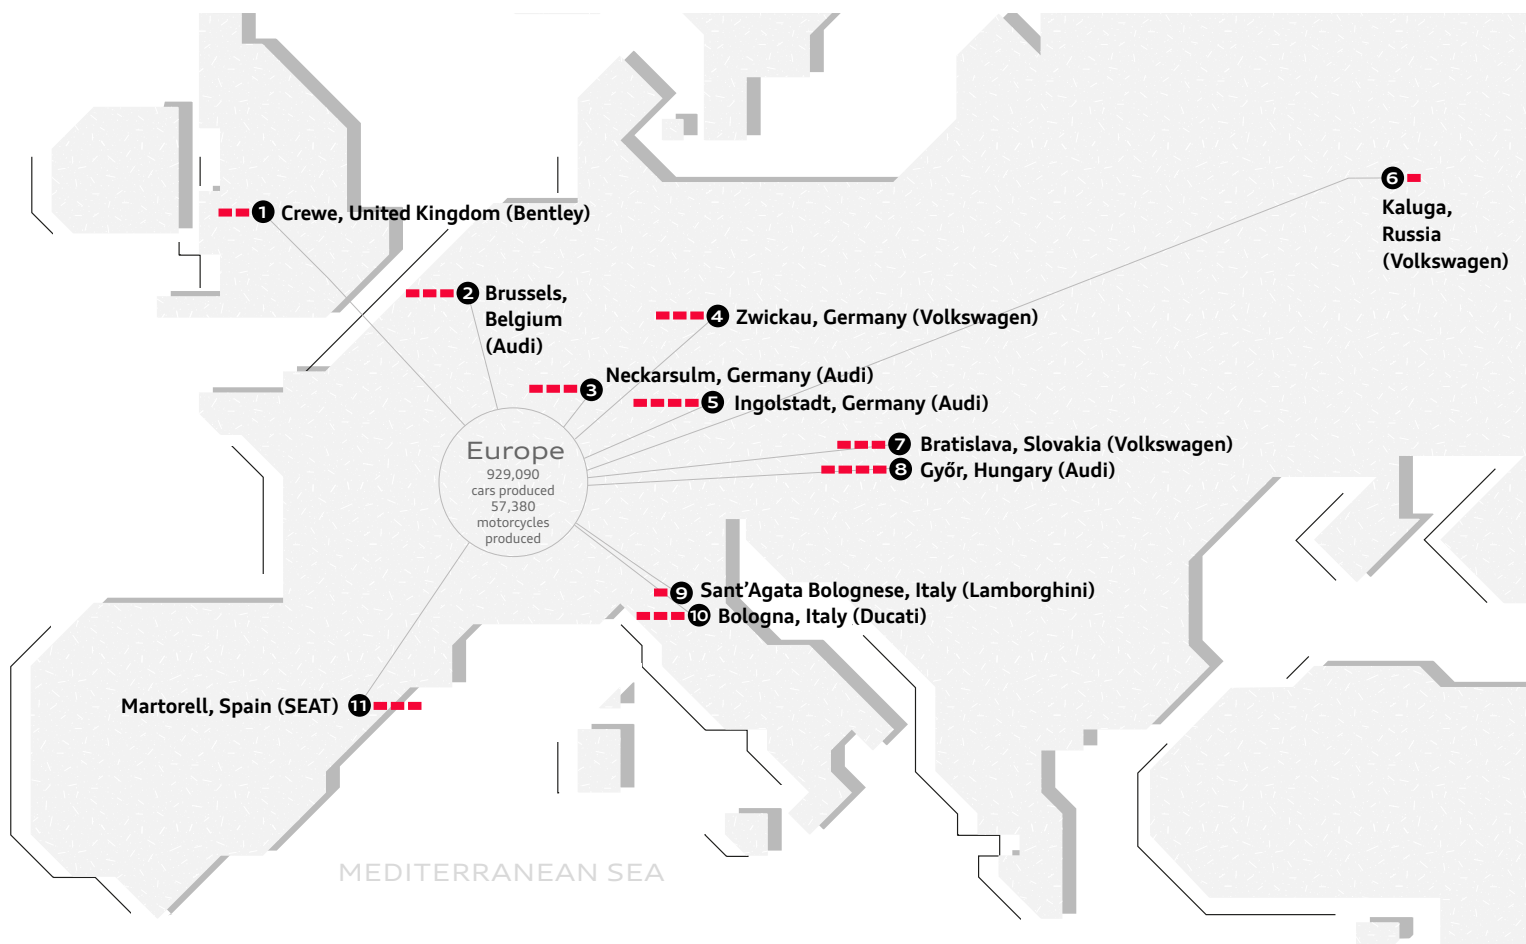 1 Crewe, United Kingdom (Bentley)
2 Brussels,
Belgium
(Audi)
3 Neckarsulm, Germany (Audi)
4 Zwickau, Germany (Volkswagen)
5 Ingolstadt, Germany (Audi)
6
Kaluga,
Russia
(Volkswagen)
7 Bratislava, Slovakia (Volkswagen)
8 Győr, Hungary (Audi)
Europe
929,090
cars produced
57,380
motorcycles
produced
9 Sant’Agata Bolognese, Italy (Lamborghini)
10 Bologna, Italy (Ducati)
Martorell, Spain (SEAT) 11
MEDITERRANEAN SEA